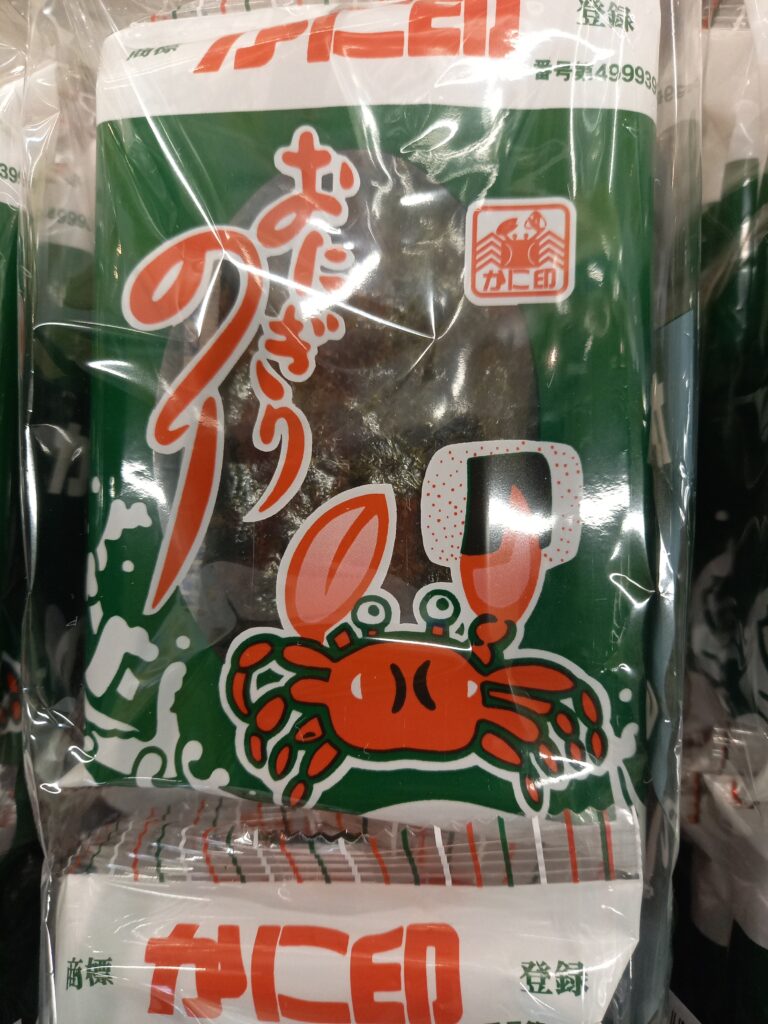 商標 かに印 登録
番号第499939
おにぎり
のり
かに印
商標 かに印 登録